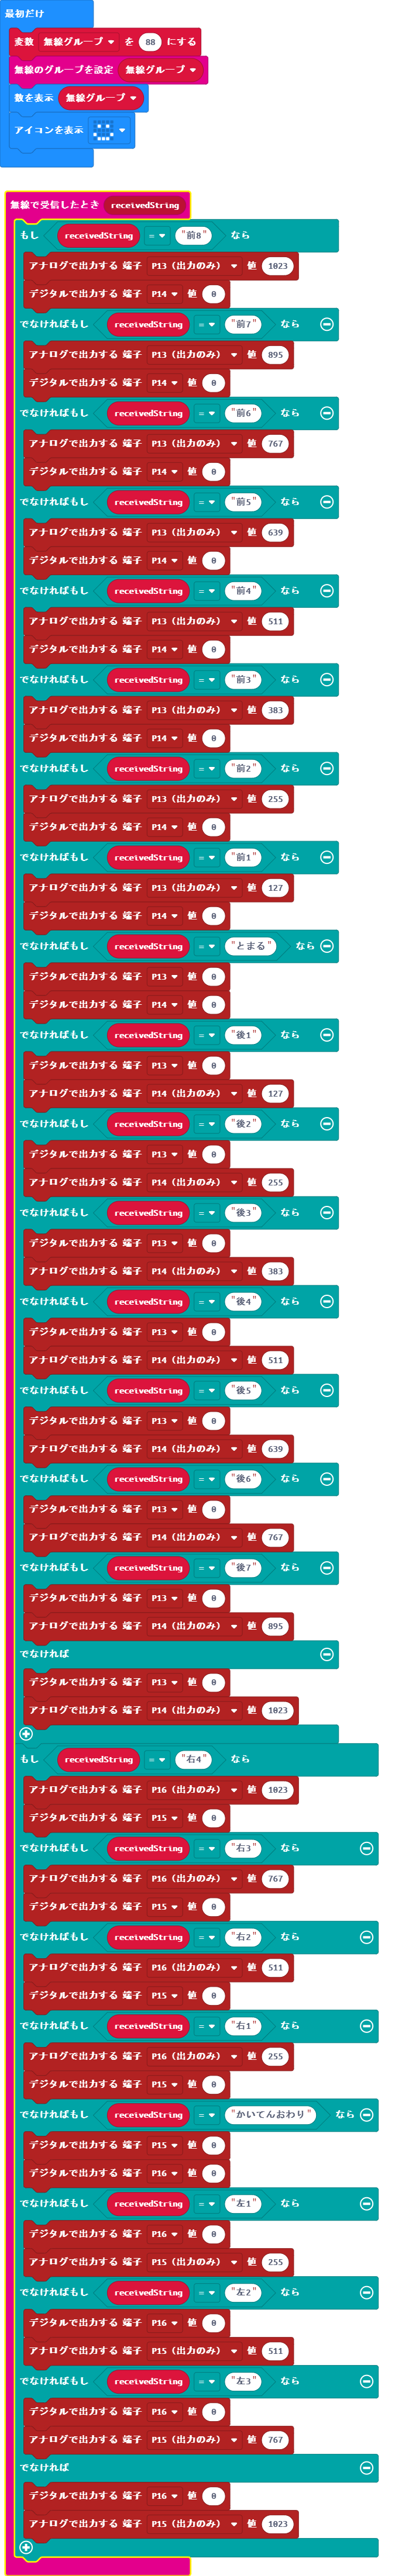 最初だけ
変数 無線グループ を 88 にする
無線のグループを設定 無線グループ
数を表示 無線グループ
アイコンを表示
無線で受信したとき receivedString
もし receivedString = "前8" なら
アナログで出力する 端子 P13（出力のみ） 値 1023
デジタルで出力する 端子 P14 値 0
でなければもし receivedString = "前7" なら
アナログで出力する 端子 P13（出力のみ） 値 895
デジタルで出力する 端子 P14 値 0
でなければもし receivedString = "前6" なら
アナログで出力する 端子 P13（出力のみ） 値 767
デジタルで出力する 端子 P14 値 0
でなければもし receivedString = "前5" なら
アナログで出力する 端子 P13（出力のみ） 値 639
デジタルで出力する 端子 P14 値 0
でなければもし receivedString = "前4" なら
アナログで出力する 端子 P13（出力のみ） 値 511
デジタルで出力する 端子 P14 値 0
でなければもし receivedString = "前3" なら
アナログで出力する 端子 P13（出力のみ） 値 383
デジタルで出力する 端子 P14 値 0
でなければもし receivedString = "前2" なら
アナログで出力する 端子 P13（出力のみ） 値 255
デジタルで出力する 端子 P14 値 0
でなければもし receivedString = "前1" なら
アナログで出力する 端子 P13（出力のみ） 値 127
デジタルで出力する 端子 P14 値 0
でなければもし receivedString = "とまる" なら
デジタルで出力する 端子 P13 値 0
デジタルで出力する 端子 P14 値 0
でなければもし receivedString = "後1" なら
デジタルで出力する 端子 P13 値 0
アナログで出力する 端子 P14（出力のみ） 値 127
でなければもし receivedString = "後2" なら
デジタルで出力する 端子 P13 値 0
アナログで出力する 端子 P14（出力のみ） 値 255
でなければもし receivedString = "後3" なら
デジタルで出力する 端子 P13 値 0
アナログで出力する 端子 P14（出力のみ） 値 383
でなければもし receivedString = "後4" なら
デジタルで出力する 端子 P13 値 0
アナログで出力する 端子 P14（出力のみ） 値 511
でなければもし receivedString = "後5" なら
デジタルで出力する 端子 P13 値 0
アナログで出力する 端子 P14（出力のみ） 値 639
でなければもし receivedString = "後6" なら
デジタルで出力する 端子 P13 値 0
アナログで出力する 端子 P14（出力のみ） 値 767
でなければもし receivedString = "後7" なら
デジタルで出力する 端子 P13 値 0
アナログで出力する 端子 P14（出力のみ） 値 895
でなければ
デジタルで出力する 端子 P13 値 0
アナログで出力する 端子 P14（出力のみ） 値 1023
もし receivedString = "右4" なら
アナログで出力する 端子 P16（出力のみ） 値 1023
デジタルで出力する 端子 P15 値 0
でなければもし receivedString = "右3" なら
アナログで出力する 端子 P16（出力のみ） 値 767
デジタルで出力する 端子 P15 値 0
でなければもし receivedString = "右2" なら
アナログで出力する 端子 P16（出力のみ） 値 511
デジタルで出力する 端子 P15 値 0
でなければもし receivedString = "右1" なら
アナログで出力する 端子 P16（出力のみ） 値 255
デジタルで出力する 端子 P15 値 0
でなければもし receivedString = "かいてんおわり" なら
デジタルで出力する 端子 P15 値 0
デジタルで出力する 端子 P16 値 0
でなければもし receivedString = "左1" なら
デジタルで出力する 端子 P16 値 0
アナログで出力する 端子 P15（出力のみ） 値 255
でなければもし receivedString = "左2" なら
デジタルで出力する 端子 P16 値 0
アナログで出力する 端子 P15（出力のみ） 値 511
でなければもし receivedString = "左3" なら
デジタルで出力する 端子 P16 値 0
アナログで出力する 端子 P15（出力のみ） 値 767
でなければ
デジタルで出力する 端子 P16 値 0
アナログで出力する 端子 P15（出力のみ） 値 1023